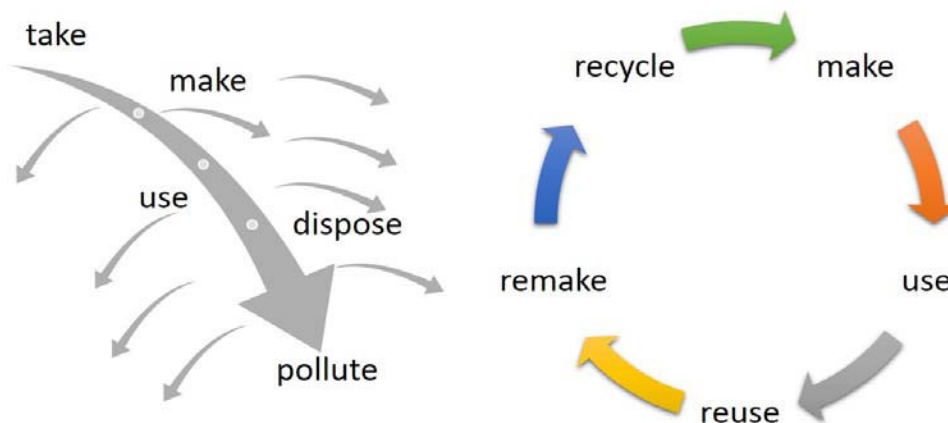 take
make
use
dispose
pollute
recycle
make
use
reuse
remake